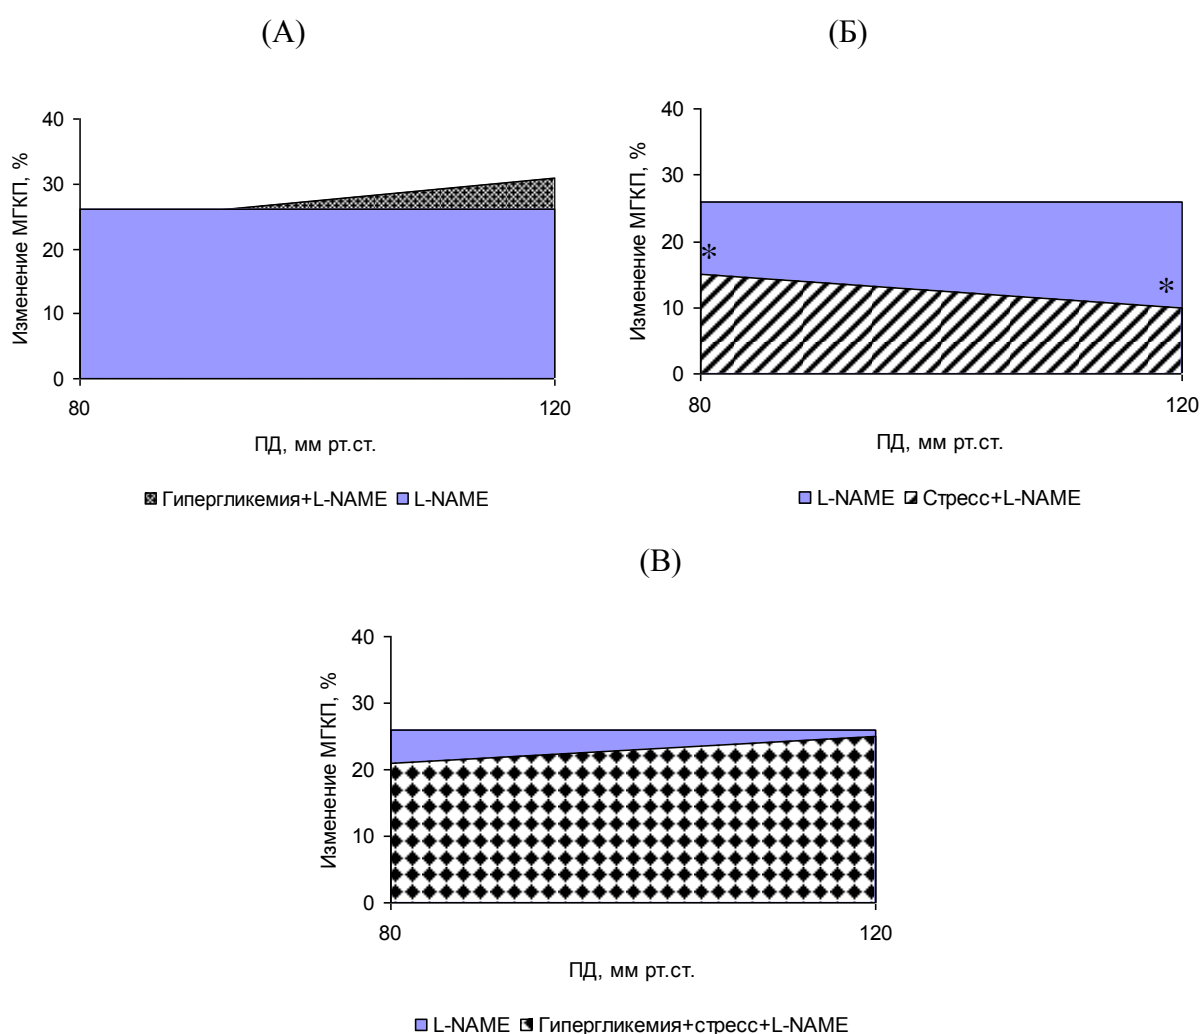 (А)
(Б)
Изменение МГКП, %
40
30
20
10
0
80
120
ПД, мм рт.ст.
Гипергликемия+L-NAME L-NAME
Изменение МГКП, %
40
30
20
10
0
*
*
80
120
ПД, мм рт.ст.
L-NAME Стресс+L-NAME
(В)
Изменение МГКП, %
40
30
20
10
0
80
120
ПД, мм рт.ст.
L-NAME Гипергликемия+стресс+L-NAME